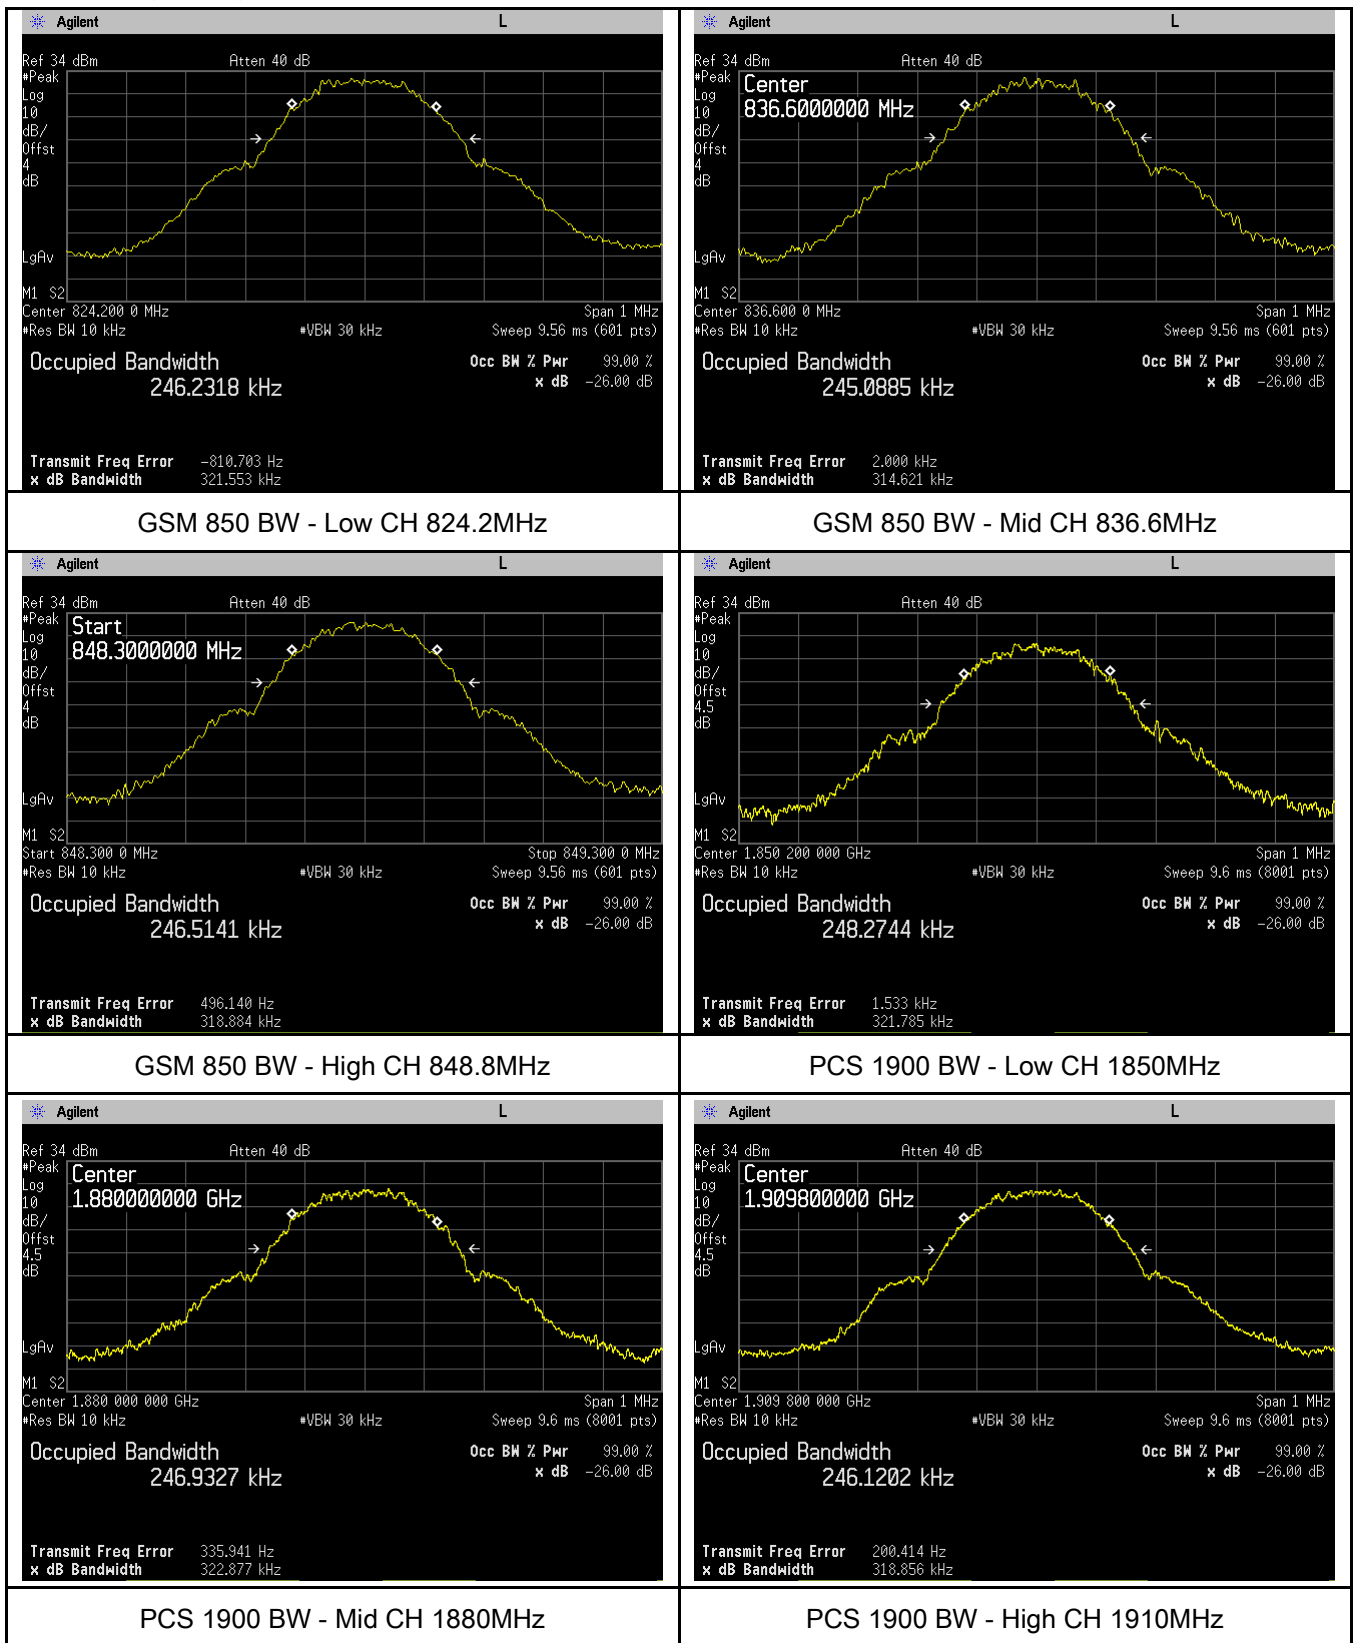 Agilent L
Ref 34 dBm Atten 40 dB
#Peak
Log
10
dB/
Offst
4
dB
LgAv
M1 S2
Center 824.200 0 MHz Span 1 MHz
#Res BW 10 kHz #VBW 30 kHz Sweep 9.56 ms (601 pts)
Occupied Bandwidth Occ BW % Pwr 99.00 %
246.2318 kHz x dB -26.00 dB
Transmit Freq Error -810.703 Hz
x dB Bandwidth 321.553 kHz
GSM 850 BW - Low CH 824.2MHz
Agilent L
Ref 34 dBm Atten 40 dB
#Peak
Log
10
dB/
Offst
4
dB
Center
836.6000000 MHz
LgAv
M1 S2
Center 836.600 0 MHz Span 1 MHz
#Res BW 10 kHz #VBW 30 kHz Sweep 9.56 ms (601 pts)
Occupied Bandwidth Occ BW % Pwr 99.00 %
245.0885 kHz x dB -26.00 dB
Transmit Freq Error 2.000 kHz
x dB Bandwidth 314.621 kHz
GSM 850 BW - Mid CH 836.6MHz
Agilent L
Ref 34 dBm Atten 40 dB
#Peak
Log
10
dB/
Offst
4
dB
Start
848.3000000 MHz
LgAv
M1 S2
Start 848.300 0 MHz Stop 849.300 0 MHz
#Res BW 10 kHz #VBW 30 kHz Sweep 9.56 ms (601 pts)
Occupied Bandwidth Occ BW % Pwr 99.00 %
246.5141 kHz x dB -26.00 dB
Transmit Freq Error 496.140 Hz
x dB Bandwidth 318.884 kHz
GSM 850 BW - High CH 848.8MHz
Agilent L
Ref 34 dBm Atten 40 dB
#Peak
Log
10
dB/
Offst
4.5
dB
LgAv
M1 S2
Center 1.850 200 000 GHz Span 1 MHz
#Res BW 10 kHz #VBW 30 kHz Sweep 9.6 ms (8001 pts)
Occupied Bandwidth Occ BW % Pwr 99.00 %
248.2744 kHz x dB -26.00 dB
Transmit Freq Error 1.533 kHz
x dB Bandwidth 321.785 kHz
PCS 1900 BW - Low CH 1850MHz
Agilent L
Ref 34 dBm Atten 40 dB
#Peak
Log
10
dB/
Offst
4.5
dB
Center
1.880000000 GHz
LgAv
M1 S2
Center 1.880 000 000 GHz Span 1 MHz
#Res BW 10 kHz #VBW 30 kHz Sweep 9.6 ms (8001 pts)
Occupied Bandwidth Occ BW % Pwr 99.00 %
246.9327 kHz x dB -26.00 dB
Transmit Freq Error 335.941 Hz
x dB Bandwidth 322.877 kHz
PCS 1900 BW - Mid CH 1880MHz
Agilent L
Ref 34 dBm Atten 40 dB
#Peak
Log
10
dB/
Offst
4.5
dB
Center
1.909800000 GHz
LgAv
M1 S2
Center 1.909 800 000 GHz Span 1 MHz
#Res BW 10 kHz #VBW 30 kHz Sweep 9.6 ms (8001 pts)
Occupied Bandwidth Occ BW % Pwr 99.00 %
246.1202 kHz x dB -26.00 dB
Transmit Freq Error 200.414 Hz
x dB Bandwidth 318.856 kHz
PCS 1900 BW - High CH 1910MHz